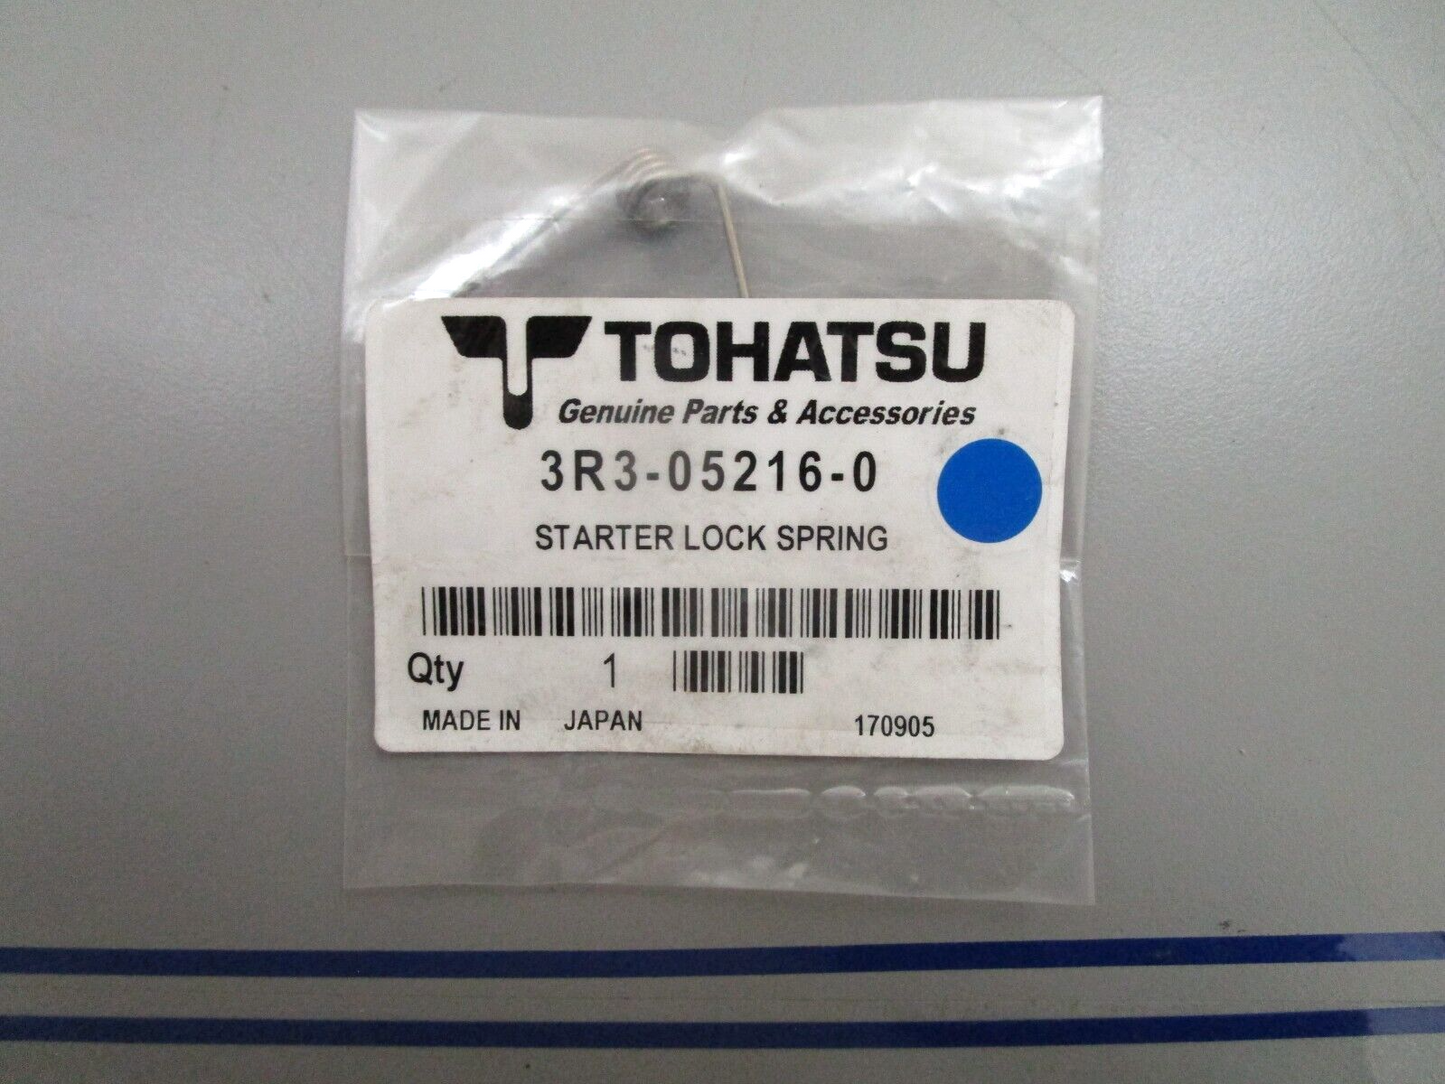 TOHATSU
Genuine Parts & Accessories
3R3-05216-0
STARTER LOCK SPRING
Qty 1
MADE IN JAPAN 170905